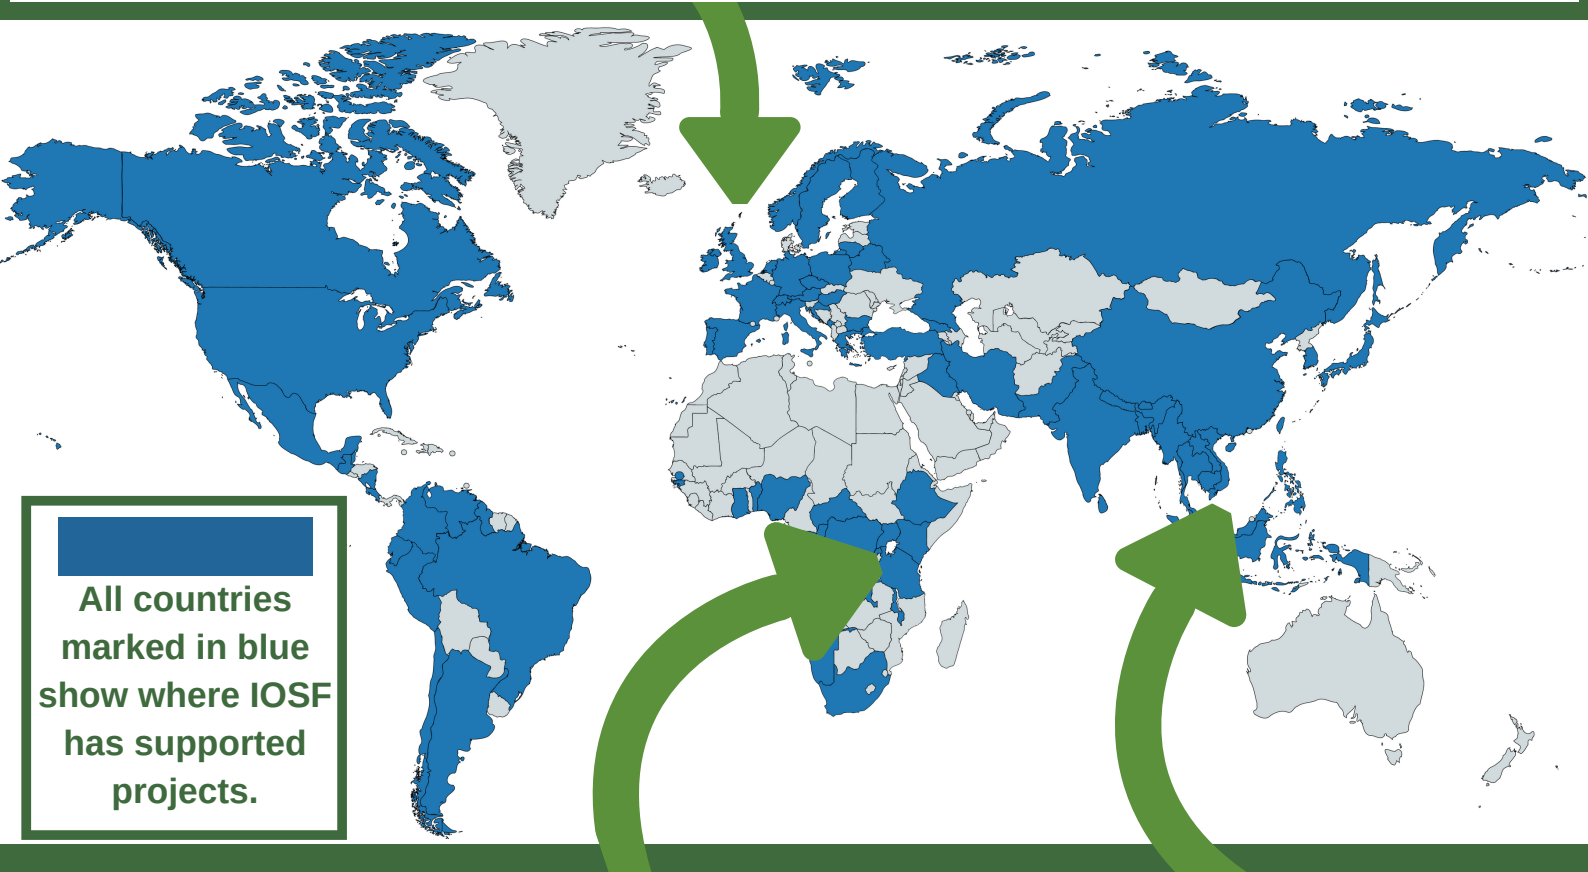 All countries
marked in blue
show where IOSF
has supported
projects.